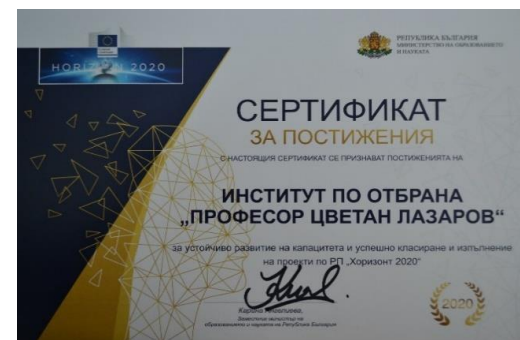 HORIZON 2020
РЕПУБЛИКА БЪЛГАРИЯ
МИНИСТЕРСТВО НА ОБРАЗОВАНИЕТО
И НАУКАТА
СЕРТИФИКАТ
ЗА ПОСТИЖЕНИЯ
С НАСТОЯЩИЯ СЕРТИФИКАТ СЕ ПРИЗНАВАТ ПОСТИЖЕНИЯТА НА
ИНСТИТУТ ПО ОТБРАНА
„ПРОФЕСОР ЦВЕТАН ЛАЗАРОВ“
за устойчиво развитие на капацитета и успешно класиране и изпълнение
на проекти по РП „Хоризонт 2020“
Карина Ангелиева,
Заместник-министър на
образованието и науката на Република България
2020